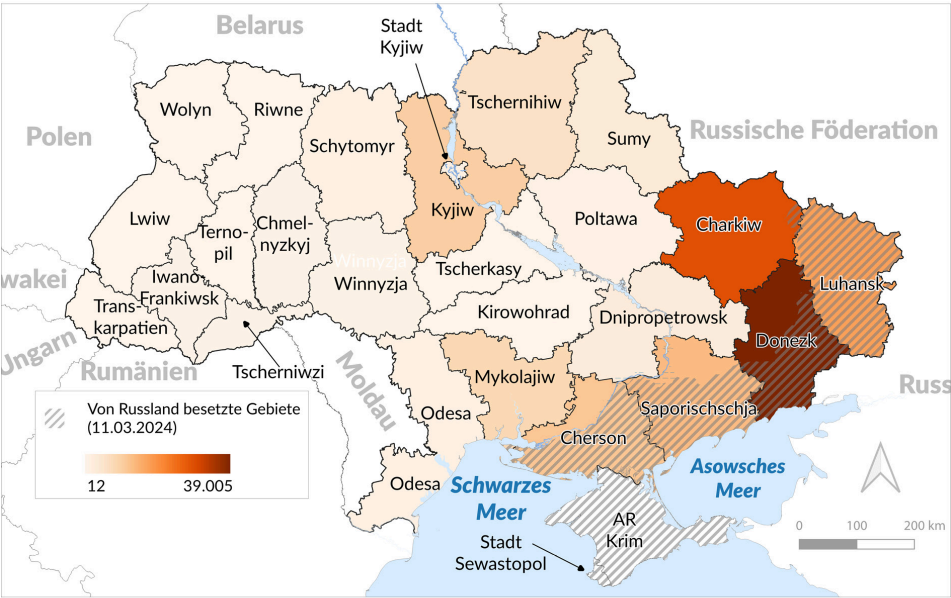 Belarus
Stadt
Kyjiw
Tschernihiw
Wolyn
Riwne
Polen
Schytomyr
Sumy
Russische Föderation
Kyjiw
Lwiw
Terno-
pil
Chmel-
nyzkyj
Poltawa
Charkiw
Winnyzja
Tscherkasy
wakei
Iwano-
Frankiwsk
Winnyzja
Luhansk
Trans-
karpatien
Kirowohrad
Dnipropetrowsk
Donezk
Ungarn
Rumänien
Tscherniwzi
Moldau
Mykolajiw
Russ
Von Russland besetzte Gebiete
(11.03.2024)
12
39.005
Odesa
Cherson
Saporischschja
Odesa
Schwarzes
Meer
Asowsches
Meer
AR
Krim
Stadt
Sewastopol
0 100 200 km